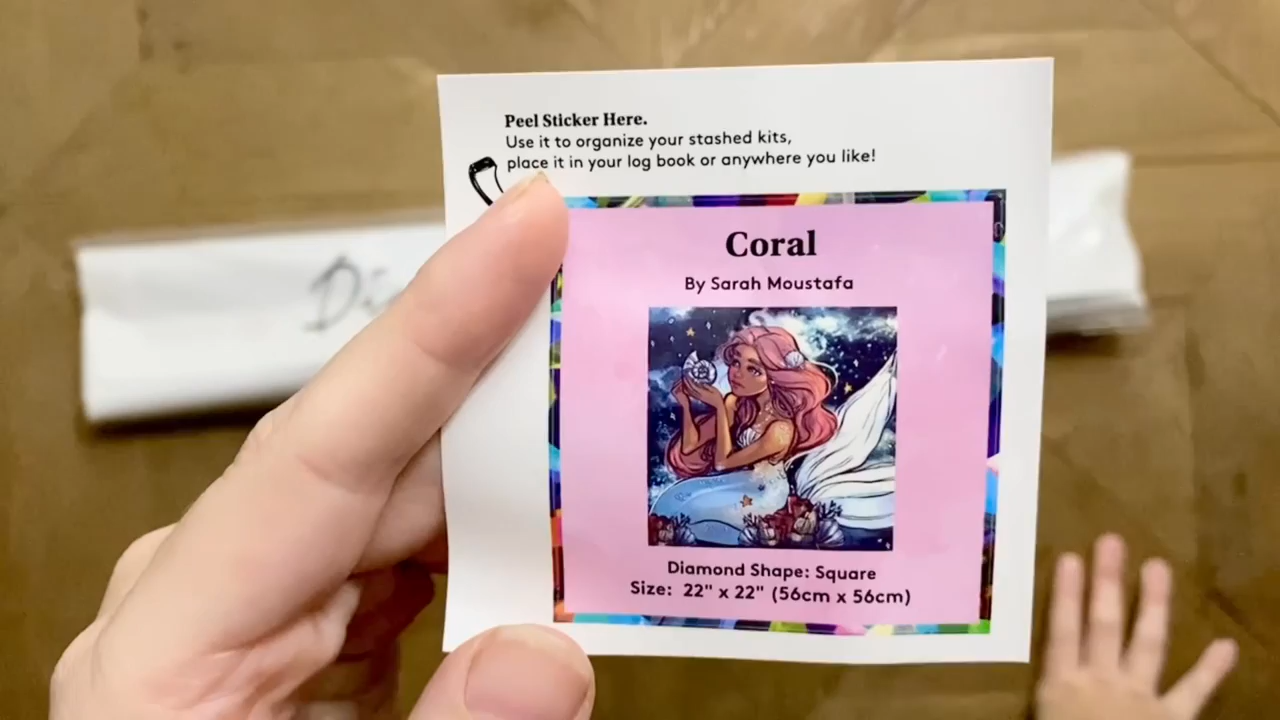 Peel Sticker Here.
Use it to organize your stashed kits,
place it in your log book or anywhere you like!
Coral
By Sarah Moustafa
Diamond Shape: Square
Size: 22" x 22" (56cm x 56cm)